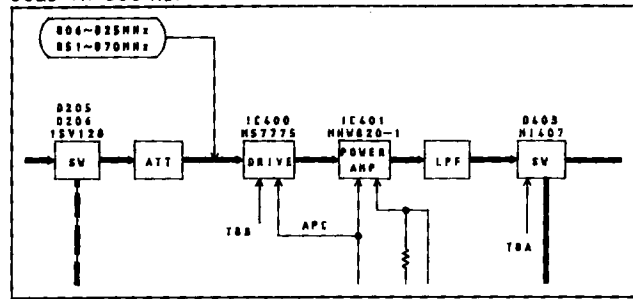 806~825MHz
851~870MHz
D205
D206
1SV128
IC400
M57775
IC401
MHW820-1
D403
MI407
SW
ATT
DRIVE
POWER
AMP
LPF
SW
T8B
APC
T8A